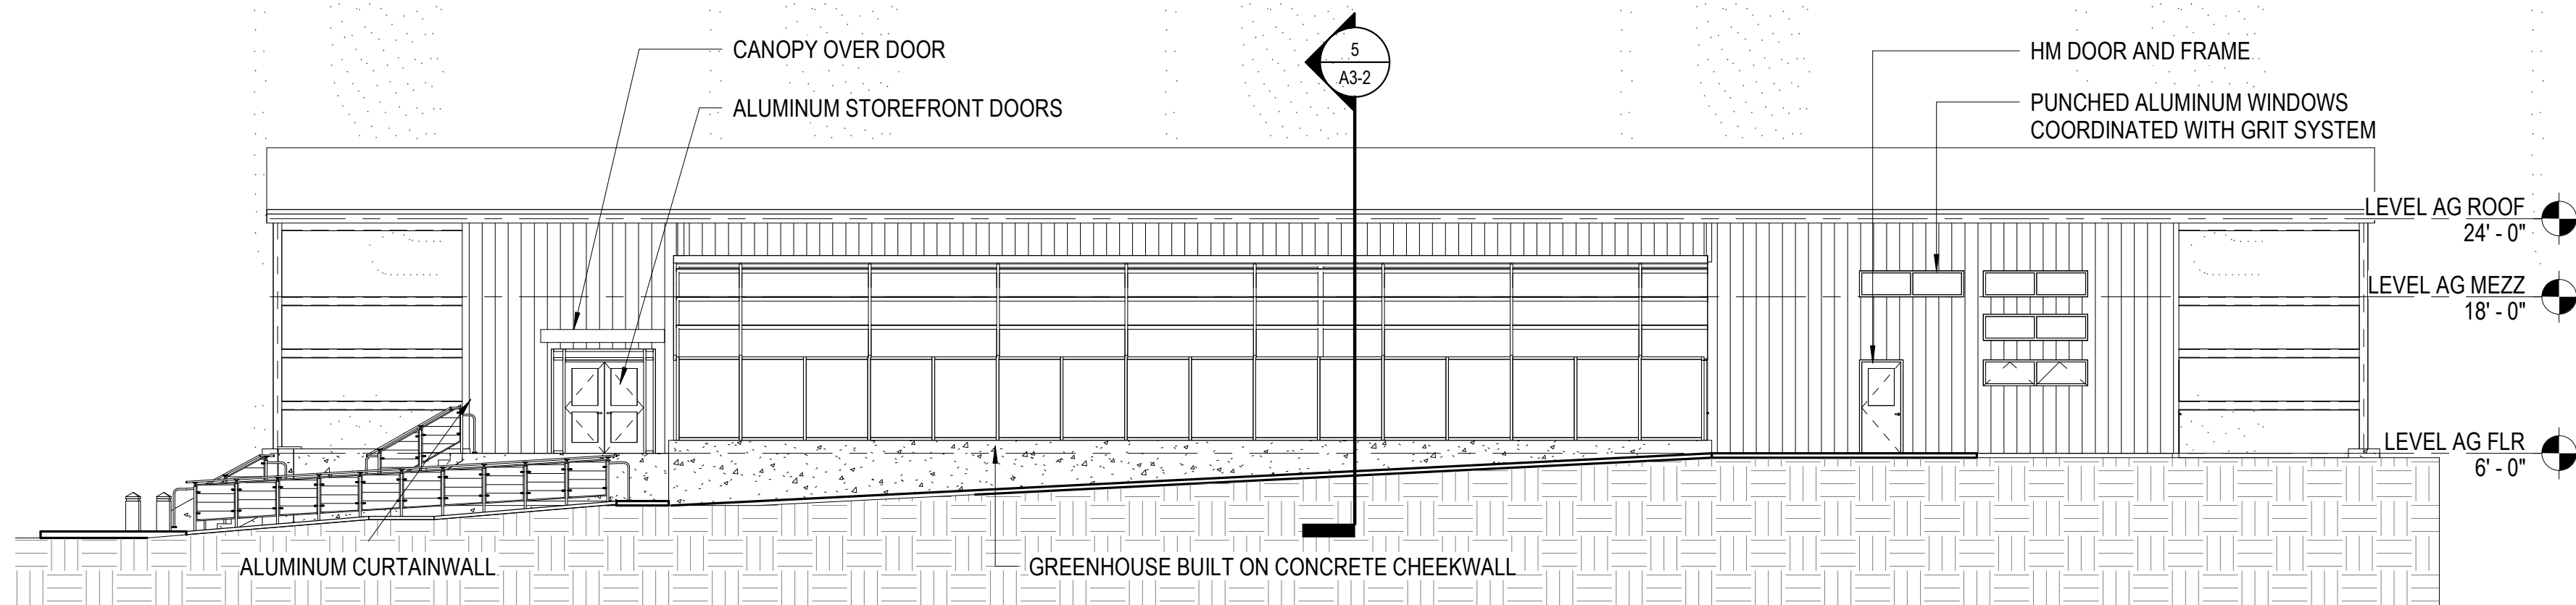 CANOPY OVER DOOR
ALUMINUM STOREFRONT DOORS
5
A3-2
HM DOOR AND FRAME
PUNCHED ALUMINUM WINDOWS
COORDINATED WITH GRIT SYSTEM
LEVEL AG ROOF
24' - 0"
LEVEL AG MEZZ
18' - 0"
LEVEL AG FLR
6' - 0"
ALUMINUM CURTAINWALL
GREENHOUSE BUILT ON CONCRETE CHEEKWALL